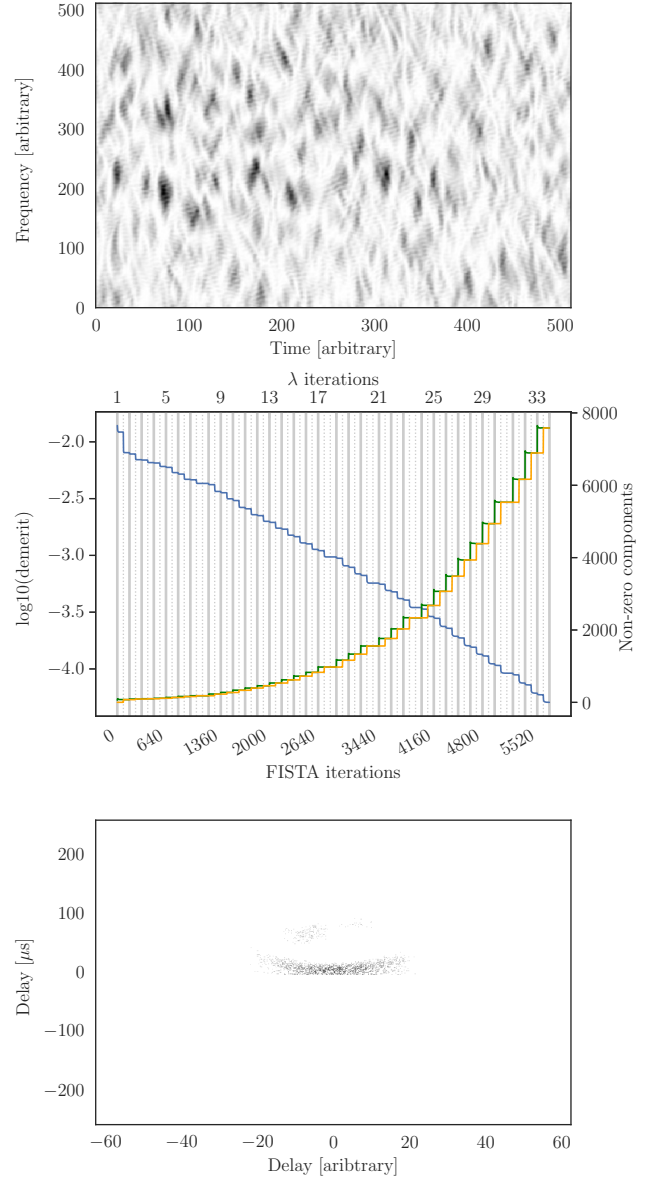 500
400
300
200
100
0
Frequency [arbitrary]
0 100 200 300 400 500
Time [arbitrary]
λ iterations
1 5 9 13 17 21 25 29 33
−2.0
−2.5
−3.0
−3.5
−4.0
log10(demerit)
8000
6000
4000
2000
0
Non-zero components
0 640 1360 2000 2640 3440 4160 4800 5520
FISTA iterations
200
100
0
−100
−200
Delay [μs]
−60 −40 −20 0 20 40 60
Delay [aribtrary]